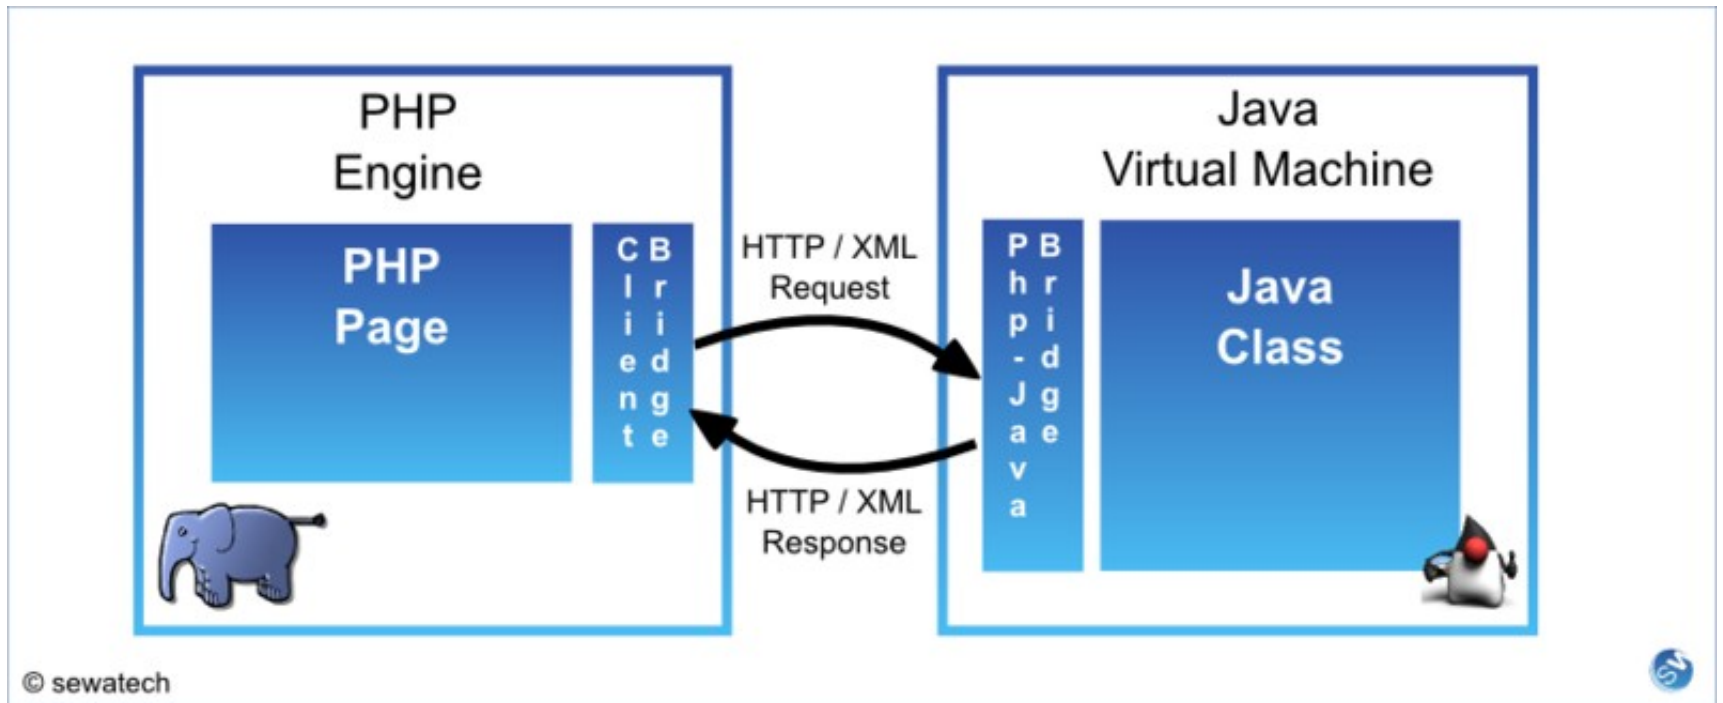 PHP
Engine
PHP
Page
Client
Bridge
HTTP / XML
Request
HTTP / XML
Response
Java
Virtual Machine
Php-Java
Bridge
Java
Class
© sewatech
SW